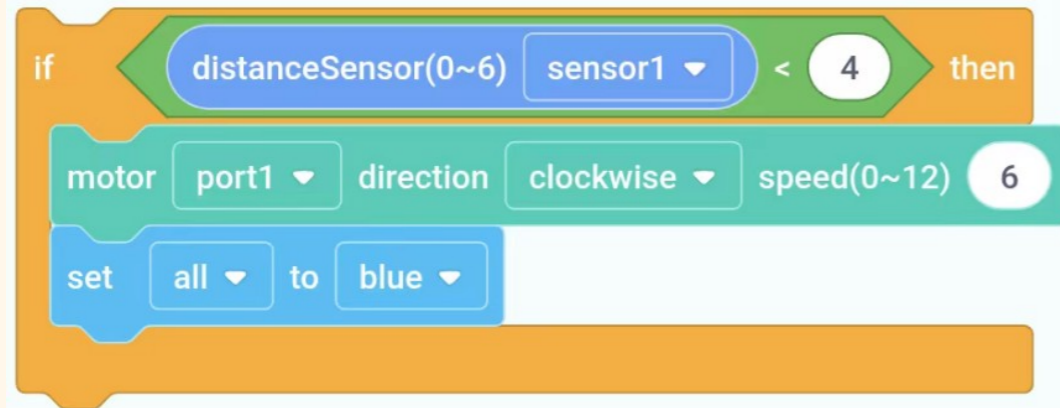 if distanceSensor(0~6) sensor1 < 4 then
motor port1 direction clockwise speed(0~12) 6
set all to blue